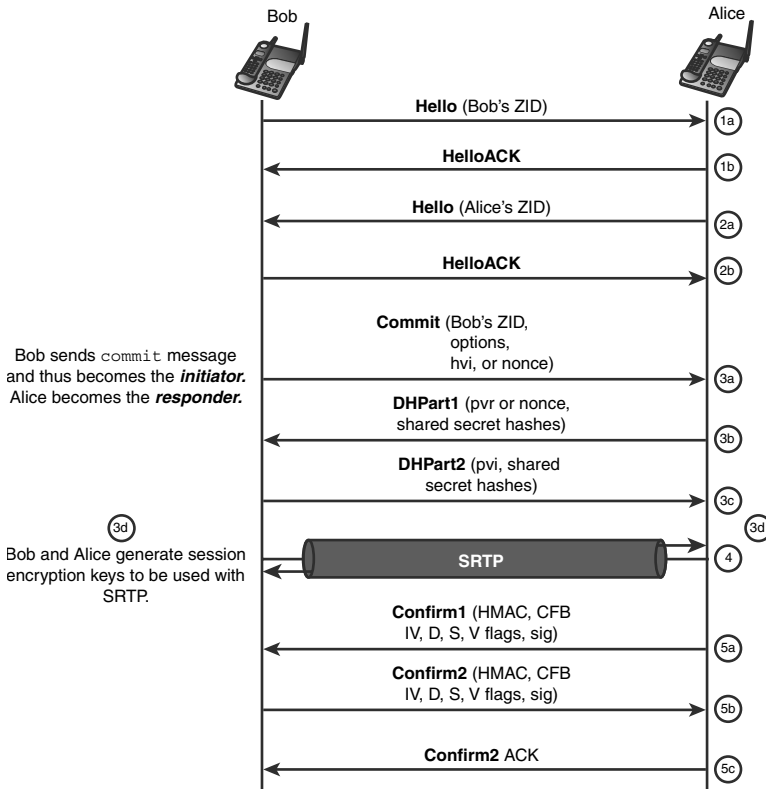 Bob
Alice
Hello (Bob's ZID)
1a
HelloACK
1b
Hello (Alice's ZID)
2a
HelloACK
2b
Commit (Bob's ZID,
options,
hvi, or nonce)
3a
Bob sends commit message
and thus becomes the initiator.
Alice becomes the responder.
DHPart1 (pvr or nonce,
shared secret hashes)
3b
DHPart2 (pvi, shared
secret hashes)
3c
3d
3d
Bob and Alice generate session
encryption keys to be used with
SRTP.
SRTP
4
Confirm1 (HMAC, CFB
IV, D, S, V flags, sig)
5a
Confirm2 (HMAC, CFB
IV, D, S, V flags, sig)
5b
Confirm2 ACK
5c